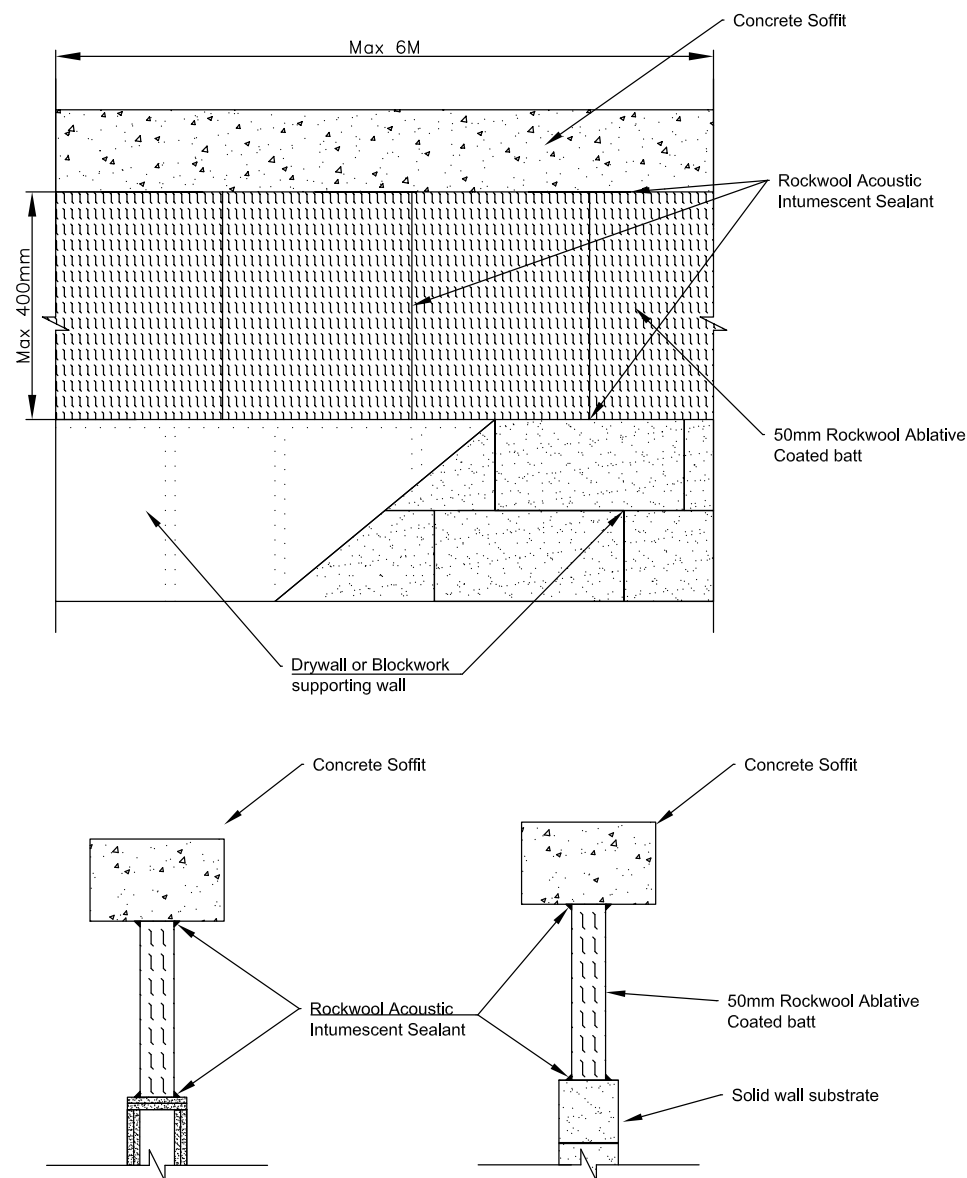 Concrete Soffit
Max 6M
Rockwool Acoustic
Intumescent Sealant
Max 400mm
50mm Rockwool Ablative
Coated batt
Drywall or Blockwork
supporting wall
Concrete Soffit
Concrete Soffit
Rockwool Acoustic
Intumescent Sealant
50mm Rockwool Ablative
Coated batt
Solid wall substrate